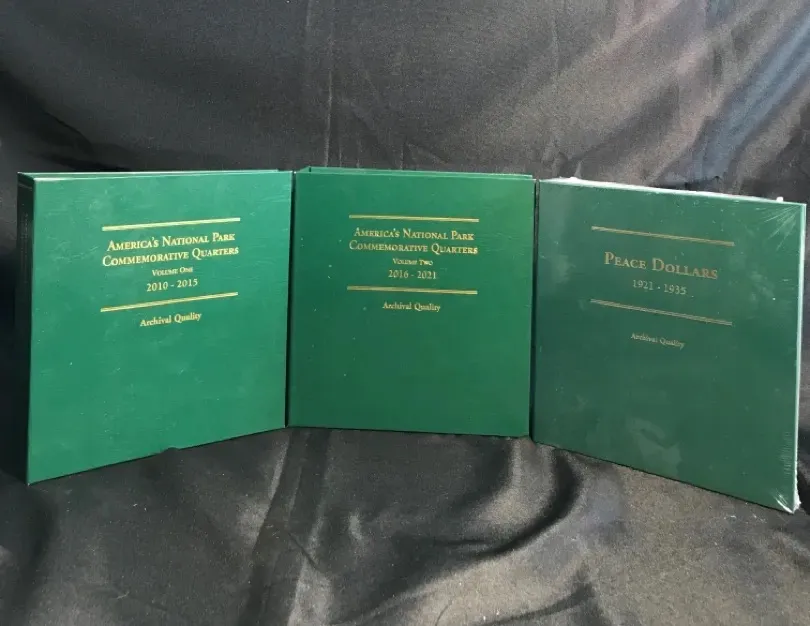 America's National Park
Commemorative Quarters
Volume One
2010 - 2015
Archival Quality
America's National Park
Commemorative Quarters
Volume Two
2016 - 2021
Archival Quality
Peace Dollars
1921 - 1935
Archival Quality